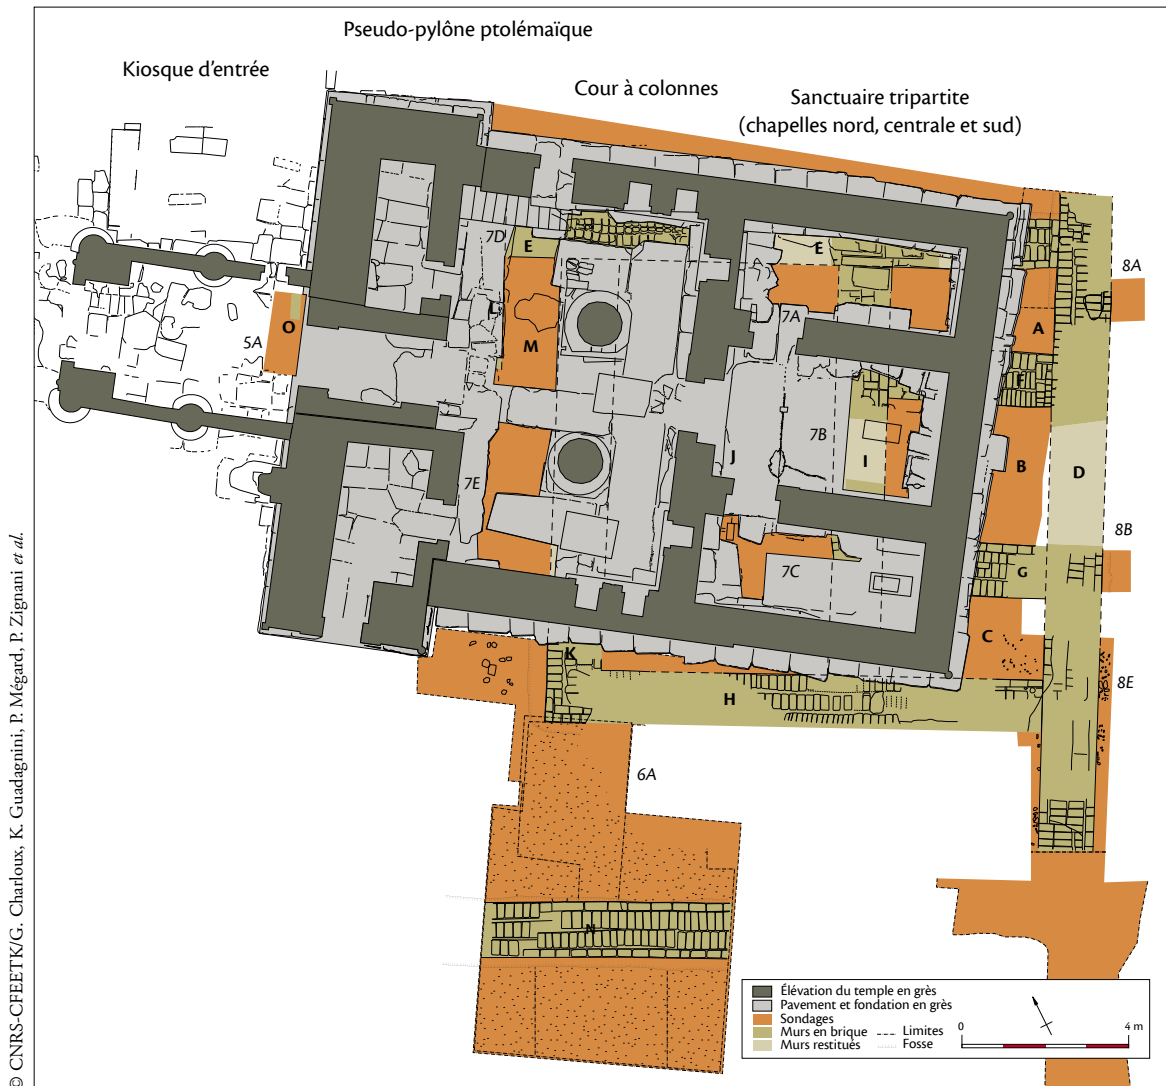 Pseudo-pylône ptolémaïque
Kiosque d'entrée
Cour à colonnes
Sanctuaire tripartite
(chapelles nord, centrale et sud)
7D
E
E
8A
L
O
5A
M
7A
A
F
7B
J
I
B
D
7E
8B
7C
G
C
K
H
8E
6A
N
Élévation du temple en grès
Pavement et fondation en grès
Sondages
Murs en brique
Murs restitués
Limites
Fosse
0
4 m
© CNRS-CFEETK/G. Charloux, K. Guadagnini, P. Mégard, P. Zignani et al.